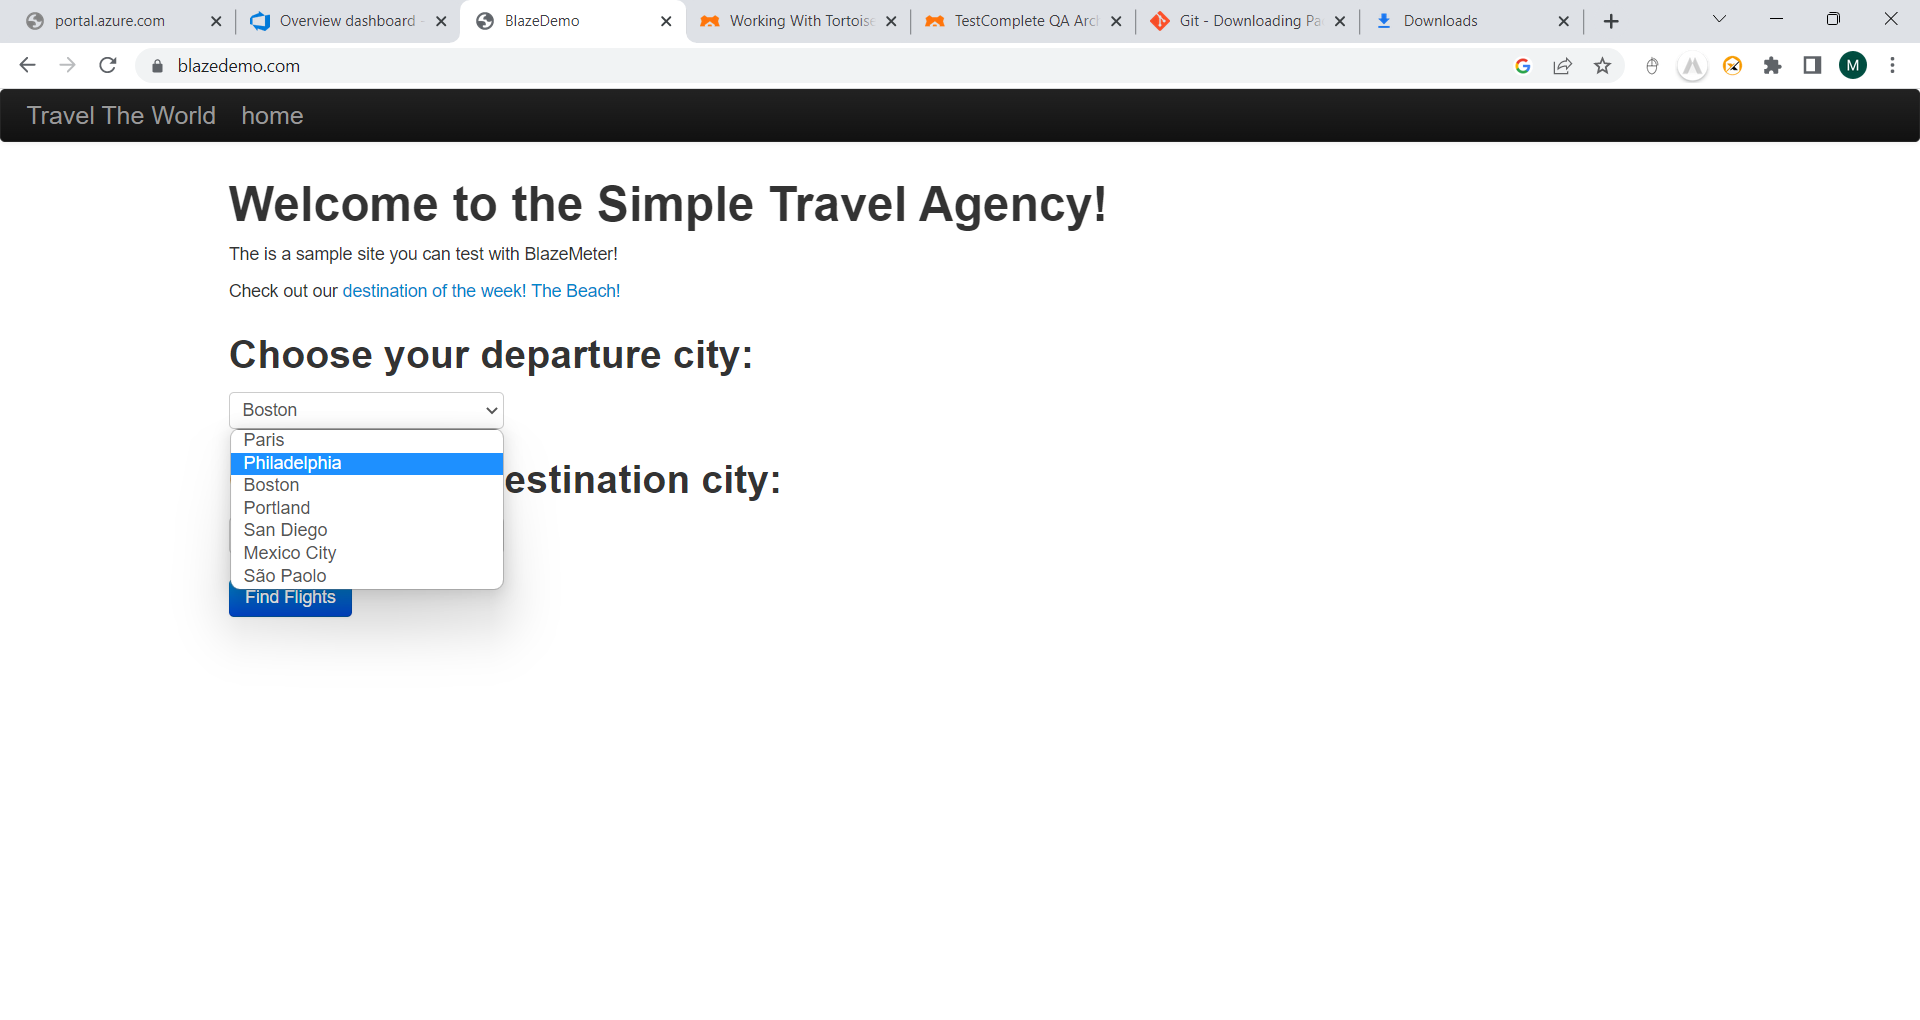 portal.azure.com
Overview dashboard
BlazeDemo
Working With Tortoise
TestComplete QA Arc
Git - Downloading Pa
Downloads
blazedemo.com
M
Travel The World home
Welcome to the Simple Travel Agency!
The is a sample site you can test with BlazeMeter!
Check out our destination of the week! The Beach!
Choose your departure city:
Boston
Paris
Philadelphia
estination city:
Boston
Portland
San Diego
Mexico City
São Paolo
Find Flights